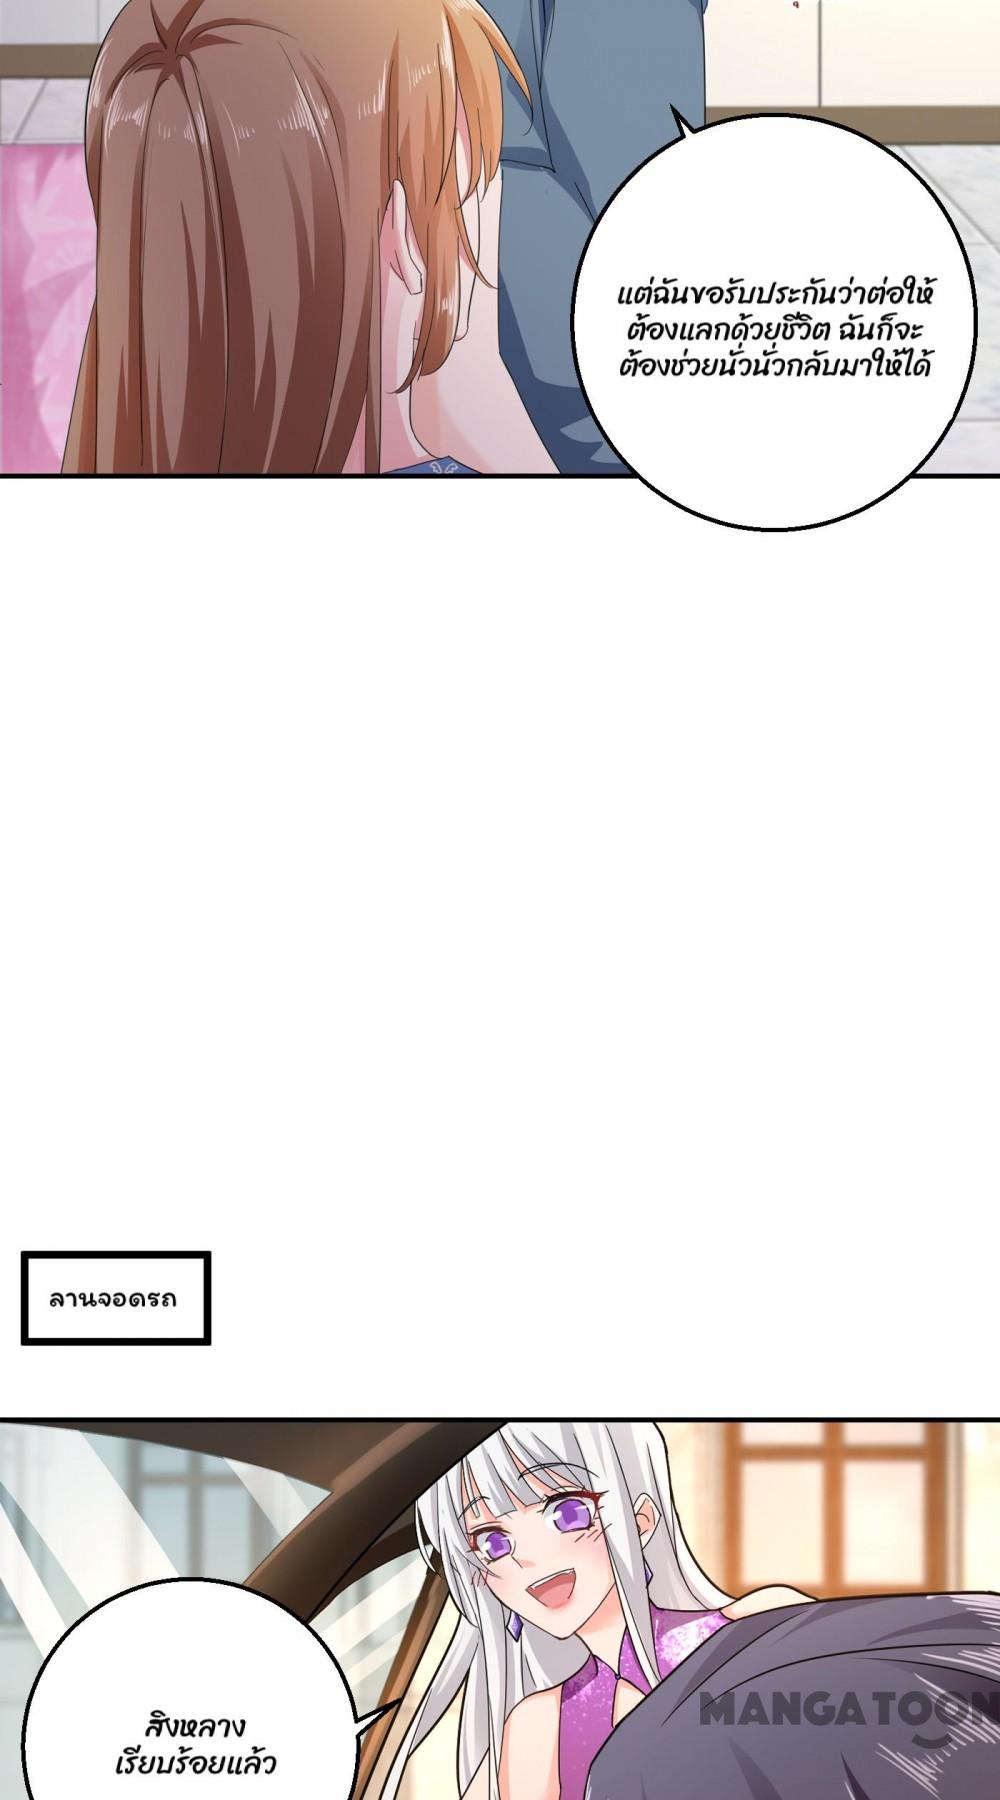 แต่ฉันขอรับประกันว่าต่อให้
ต้องแลกด้วยชีวิต ฉันก็จะ
ต้องช่วยนั่วนั่วกลับมาให้ได้
ลานจอดรถ
สิงหลาง
เรียบร้อยแล้ว
MANGATOON